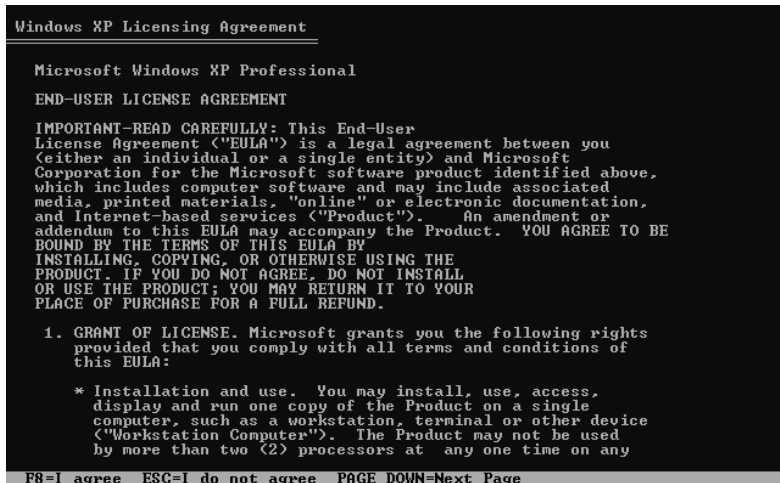 Windows XP Licensing Agreement
Microsoft Windows XP Professional
END-USER LICENSE AGREEMENT
IMPORTANT-READ CAREFULLY: This End-User
License Agreement ("EULA") is a legal agreement between you
(either an individual or a single entity) and Microsoft
Corporation for the Microsoft software product identified above,
which includes computer software and may include associated
media, printed materials, "online" or electronic documentation,
and Internet-based services ("Product").    An amendment or
addendum to this EULA may accompany the Product.  YOU AGREE TO BE
BOUND BY THE TERMS OF THIS EULA BY
INSTALLING, COPYING, OR OTHERWISE USING THE
PRODUCT. IF YOU DO NOT AGREE, DO NOT INSTALL
OR USE THE PRODUCT; YOU MAY RETURN IT TO YOUR
PLACE OF PURCHASE FOR A FULL REFUND.
1. GRANT OF LICENSE. Microsoft grants you the following rights
provided that you comply with all terms and conditions of
this EULA:
* Installation and use.  You may install, use, access,
display and run one copy of the Product on a single
computer, such as a workstation, terminal or other device
("Workstation Computer").  The Product may not be used
by more than two (2) processors at  any one time on any
F8=I agree  ESC=I do not agree  PAGE DOWN=Next Page